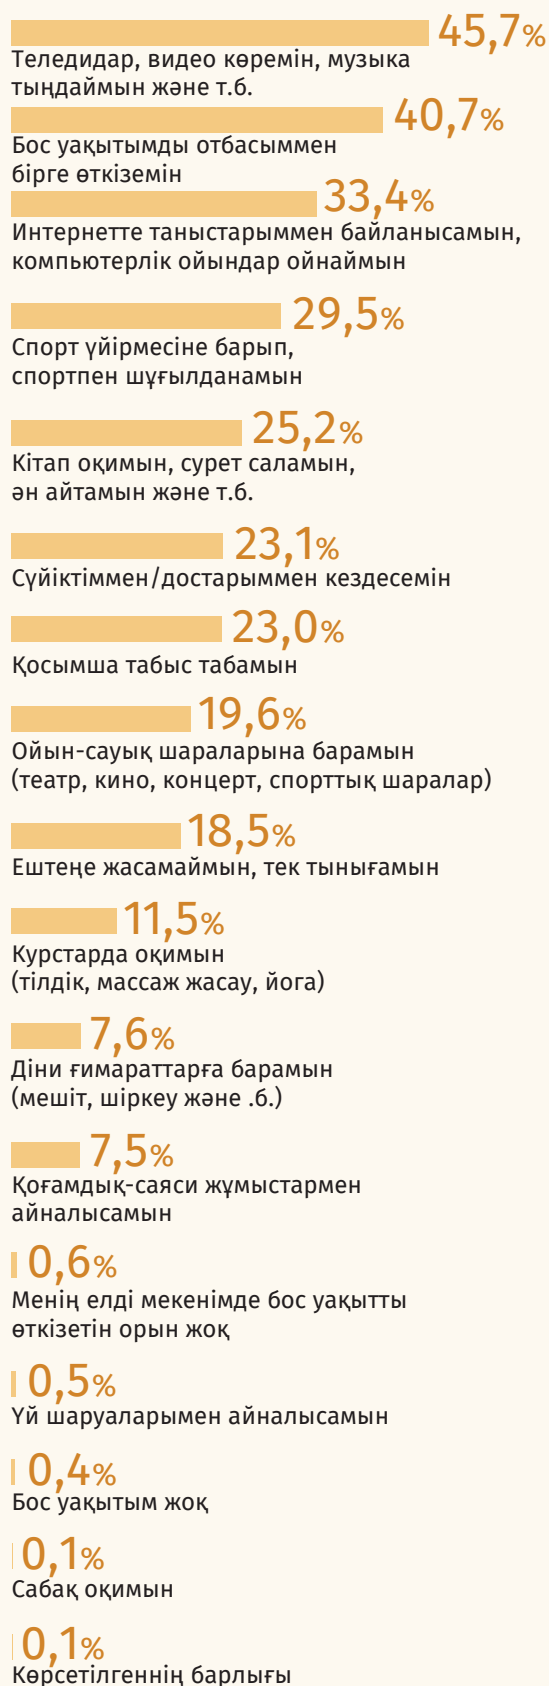 45,7%
Теледидар, видео көремін, музыка
тыңдаймын және т.б.
40,7%
Бос уақытымды отбасыммен
бірге өткіземін
33,4%
Интернетте таныстарыммен байланысамын,
компьютерлік ойындар ойнаймын
29,5%
Спорт үйірмесіне барып,
спортпен шұғылданамын
25,2%
Кітап оқимын, сурет саламын,
ән айтамын және т.б.
23,1%
Сүйіктіммен/достарыммен кездесемін
23,0%
Қосымша табыс табамын
19,6%
Ойын-сауық шараларына барамын
(театр, кино, концерт, спорттық шаралар)
18,5%
Ештеңе жасамаймын, тек тынығамын
11,5%
Курстарда оқимын
(тілдік, массаж жасау, йога)
7,6%
Діни ғимараттарға барамын
(мешіт, шіркеу және .б.)
7,5%
Қоғамдық-саяси жұмыстармен
айналысамын
0,6%
Менің елді мекенімде бос уақытты
өткізетін орын жоқ
0,5%
Үй шаруаларымен айналысамын
0,4%
Бос уақытым жоқ
0,1%
Сабақ оқимын
0,1%
Көрсетілгеннің барлығы